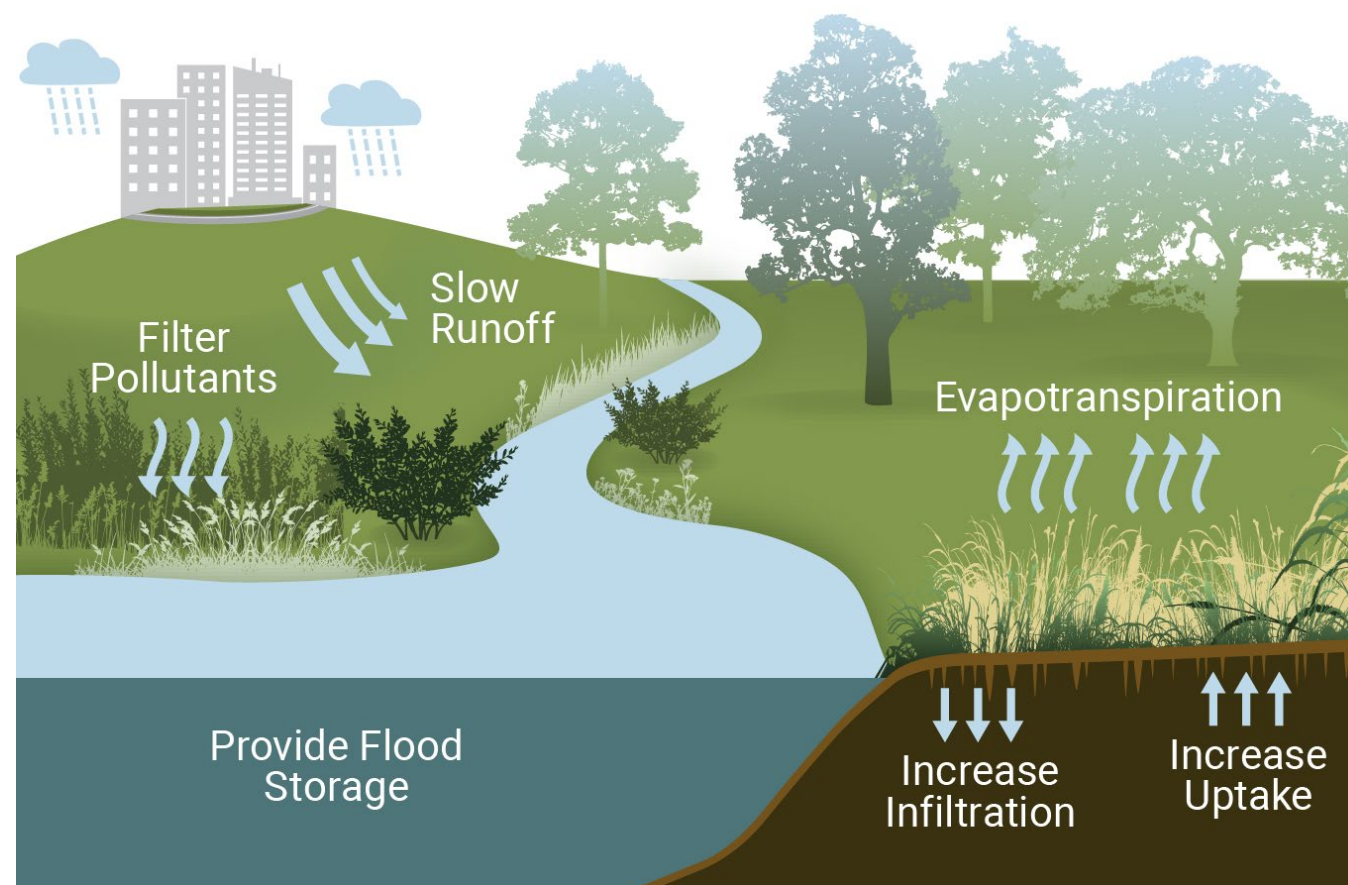 Slow
Runoff
Filter
Pollutants
Evapotranspiration
Provide Flood
Storage
Increase
Infiltration
Increase
Uptake